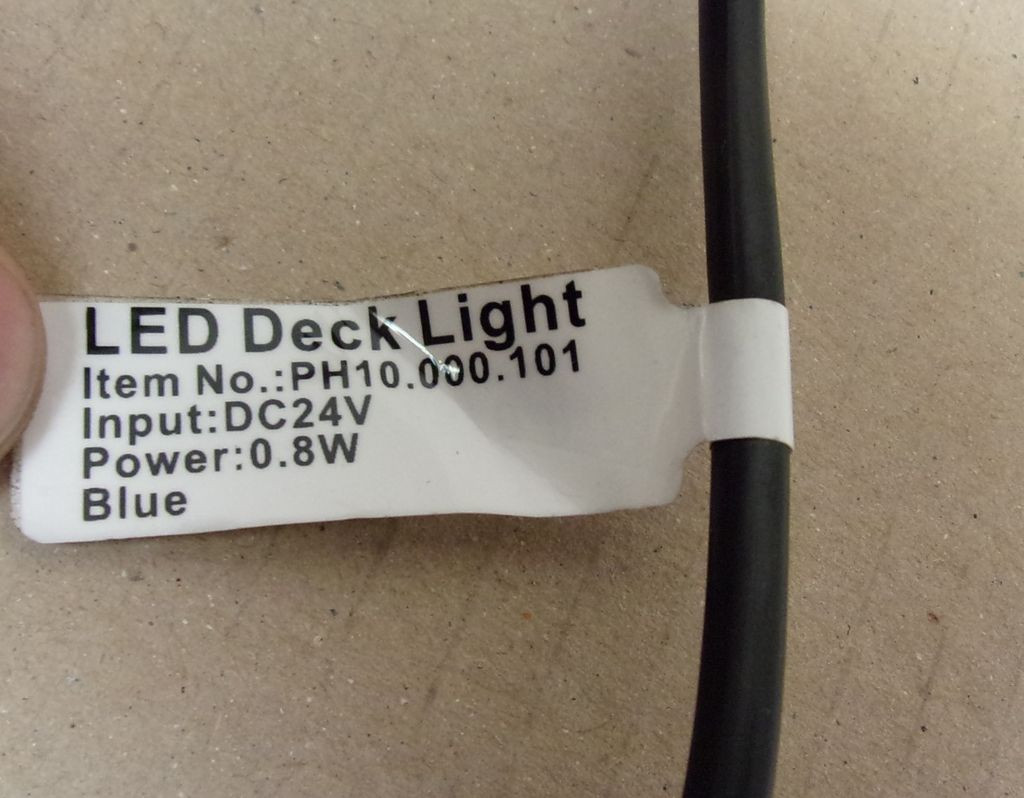 LED Deck Light
Item No.:PH10.000.101
Input:DC24V
Power:0.8W
Blue